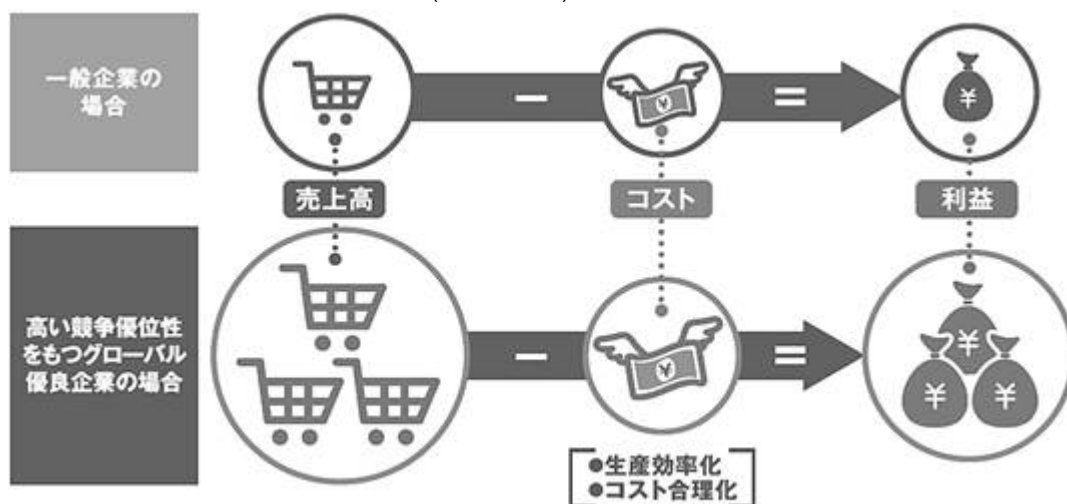 一般企業の
場合
－
¥
＝
¥
売上高
コスト
利益
高い競争優位性
をもつグローバル
優良企業の場合
－
¥
＝
¥
¥
¥
●生産効率化
●コスト合理化